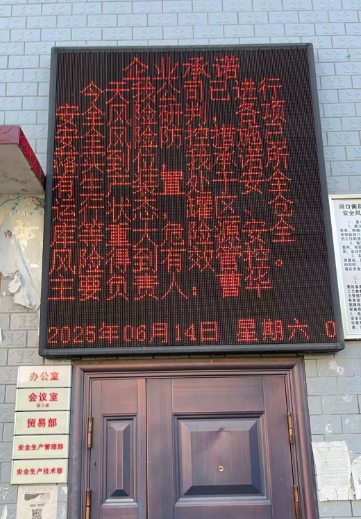 企业承诺
今天我公司已进行
安全风险研判,各项
安全风险防控措施已
落实到位,我承诺所
有生产装置处于安全
运行状态,罐区、仓
库等重大危险源安全
风险得到有效管控。
主要负责人:曹华
2025年06月14日 星期六 0
办公室
会议室
贸易部
安全生产管理部
安全生产技术部